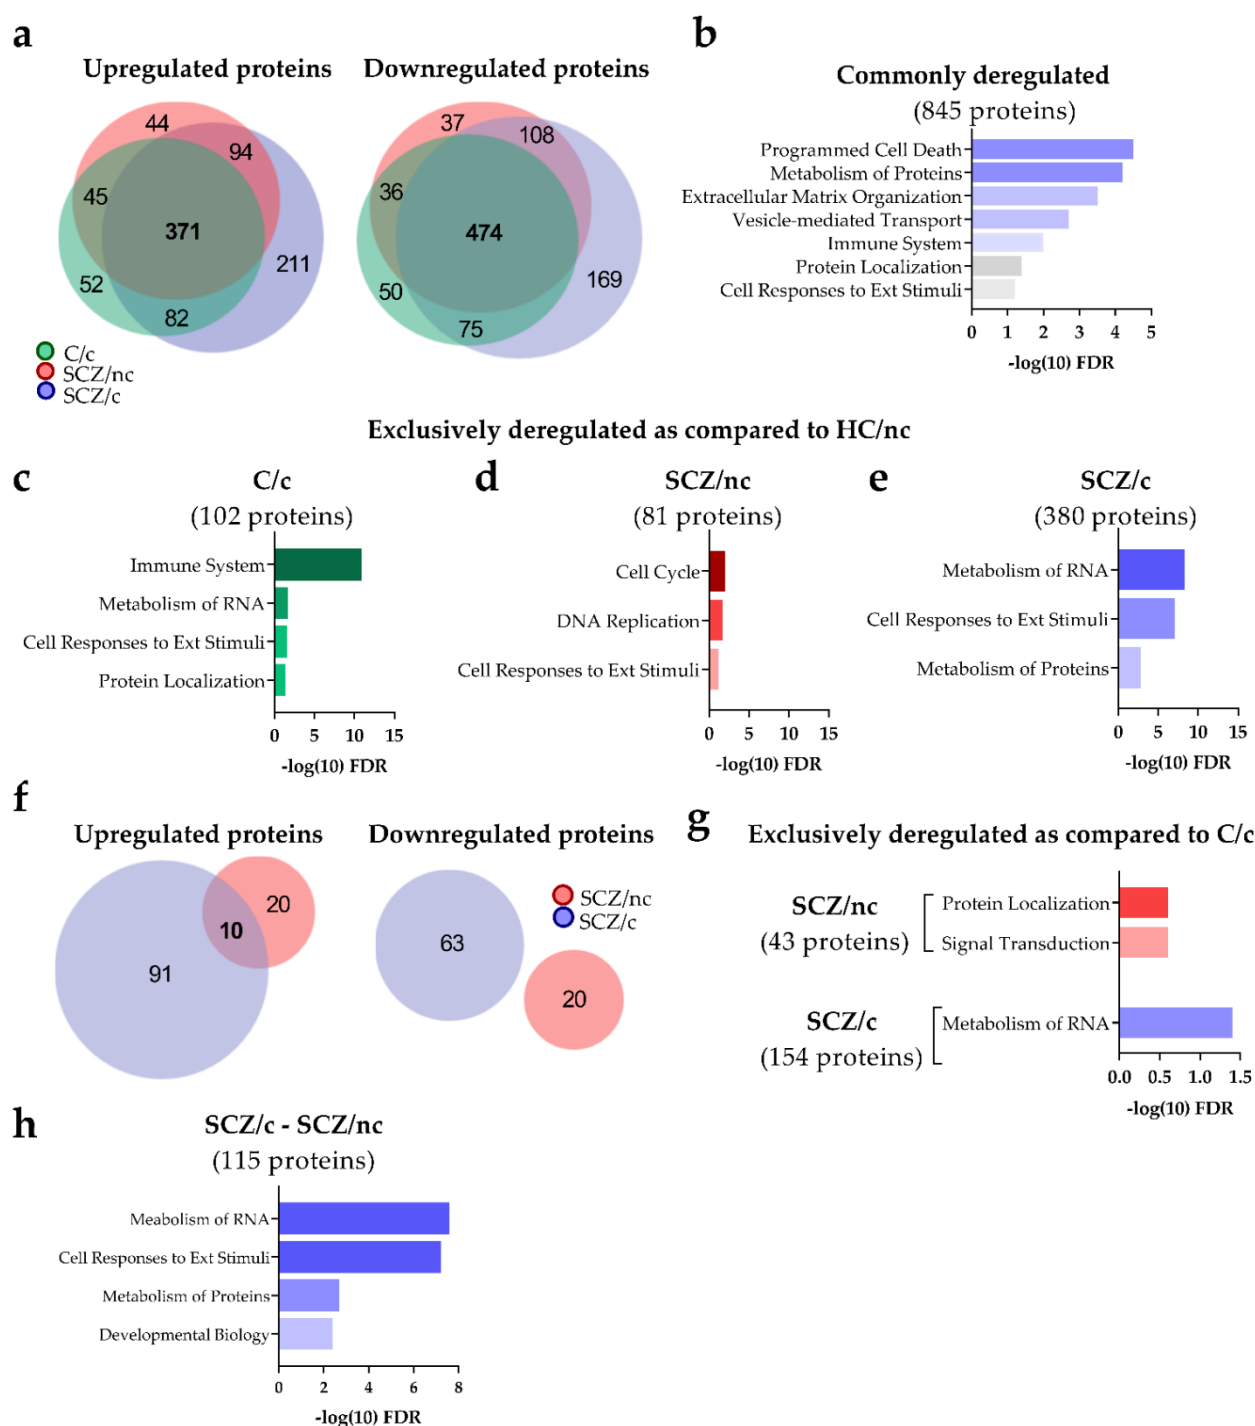 a
Upregulated proteins
Downregulated proteins
44
94
45
371
52
82
211
37
108
36
474
50
75
169
C/c
SCZ/nc
SCZ/c
b
Commonly deregulated
(845 proteins)
Programmed Cell Death
Metabolism of Proteins
Extracellular Matrix Organization
Vesicle-mediated Transport
Immune System
Protein Localization
Cell Responses to Ext Stimuli
0 1 2 3 4 5
-log(10) FDR
Exclusively deregulated as compared to HC/nc
c
C/c
(102 proteins)
Immune System
Metabolism of RNA
Cell Responses to Ext Stimuli
Protein Localization
0 5 10 15
-log(10) FDR
d
SCZ/nc
(81 proteins)
Cell Cycle
DNA Replication
Cell Responses to Ext Stimuli
0 5 10 15
-log(10) FDR
e
SCZ/c
(380 proteins)
Metabolism of RNA
Cell Responses to Ext Stimuli
Metabolism of Proteins
0 5 10 15
-log(10) FDR
f
Upregulated proteins
Downregulated proteins
20
10
91
63
20
SCZ/nc
SCZ/c
g
Exclusively deregulated as compared to C/c
SCZ/nc
(43 proteins)
Protein Localization
Signal Transduction
SCZ/c
(154 proteins)
Metabolism of RNA
0.0 0.5 1.0 1.5
-log(10) FDR
h
SCZ/c - SCZ/nc
(115 proteins)
Meabolism of RNA
Cell Responses to Ext Stimuli
Metabolism of Proteins
Developmental Biology
0 2 4 6 8
-log(10) FDR